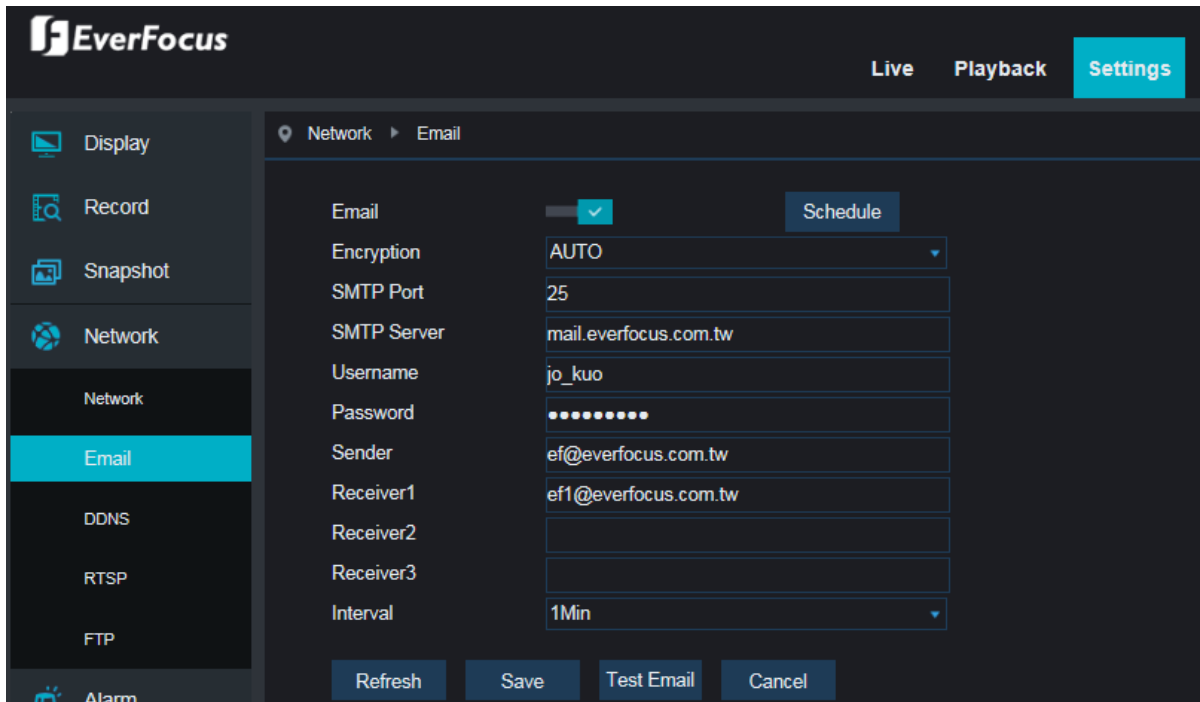 EverFocus
Live Playback Settings
Display
Record
Snapshot
Network
Network
Email
DDNS
RTSP
FTP
Alarm
Network Email
Email Schedule
Encryption AUTO
SMTP Port 25
SMTP Server mail.everfocus.com.tw
Username jo_kuo
Password •••••••••
Sender ef@everfocus.com.tw
Receiver1 ef1@everfocus.com.tw
Receiver2
Receiver3
Interval 1Min
Refresh Save Test Email Cancel